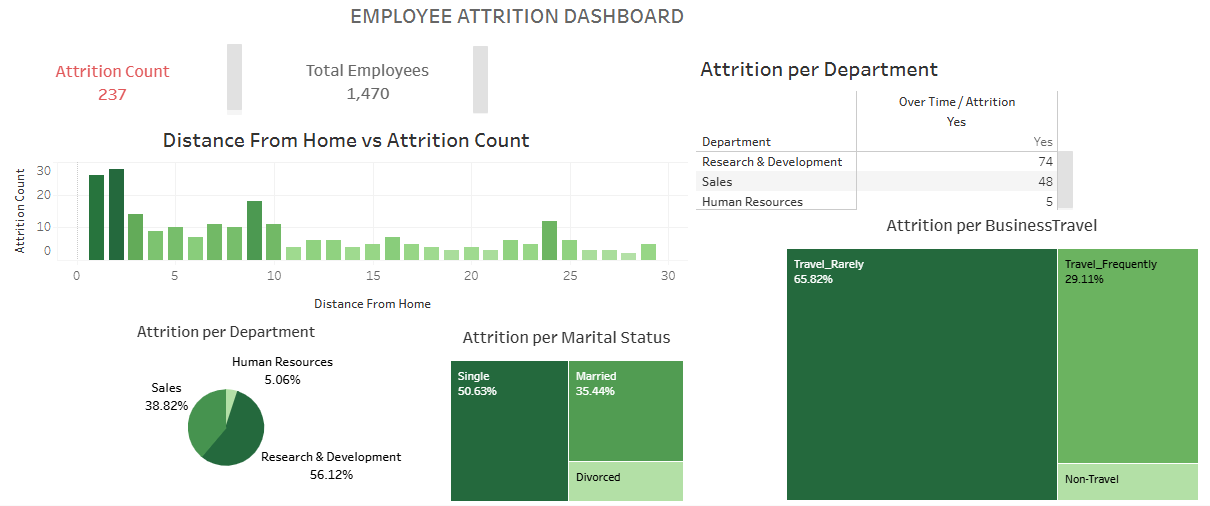 EMPLOYEE ATTRITION DASHBOARD
Attrition Count
237
Total Employees
1,470
Attrition per Department
Over Time / Attrition
Yes
Department Yes
Research & Development 74
Sales 48
Human Resources 5
Distance From Home vs Attrition Count
Attrition Count
30
20
10
0
0 5 10 15 20 25 30
Distance From Home
Attrition per Department
Human Resources
5.06%
Sales
38.82%
Research & Development
56.12%
Attrition per Marital Status
Single
50.63%
Married
35.44%
Divorced
Attrition per BusinessTravel
Travel_Rarely
65.82%
Travel_Frequently
29.11%
Non-Travel